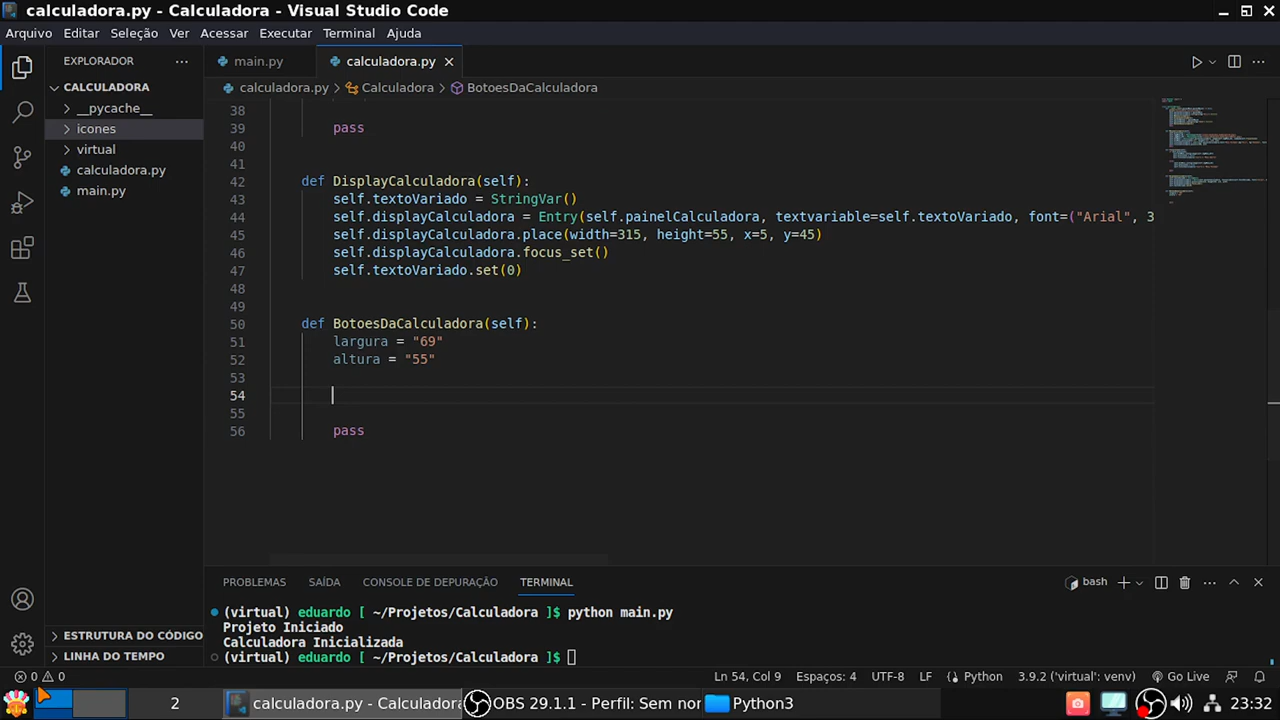 calculadora.py - Calculadora - Visual Studio Code
Arquivo Editar Seleção Ver Acessar Executar Terminal Ajuda
EXPLORADOR
main.py
calculadora.py
CALCULADORA
calculadora.py > Calculadora > BotoesDaCalculadora
__pycache__
icones
virtual
calculadora.py
main.py
38
39 pass
40
41
42 def DisplayCalculadora(self):
43 self.textoVariado = StringVar()
44 self.displayCalculadora = Entry(self.painelCalculadora, textvariable=self.textoVariado, font=("Arial", 3
45 self.displayCalculadora.place(width=315, height=55, x=5, y=45)
46 self.displayCalculadora.focus_set()
47 self.textoVariado.set(0)
48
49
50 def BotoesDaCalculadora(self):
51 largura = "69"
52 altura = "55"
53
54
55
56 pass
PROBLEMAS SAÍDA CONSOLE DE DEPURAÇÃO TERMINAL
bash
(virtual) eduardo [ ~/Projetos/Calculadora ]$ python main.py
Projeto Iniciado
Calculadora Inicializada
(virtual) eduardo [ ~/Projetos/Calculadora ]$
ESTRUTURA DO CÓDIGO
LINHA DO TEMPO
0 0 Ln 54, Col 9 Espaços: 4 UTF-8 LF Python 3.9.2 ('virtual': venv) Go Live
2 calculadora.py - Calculadora OBS 29.1.1 - Perfil: Sem nor Python3 23:32